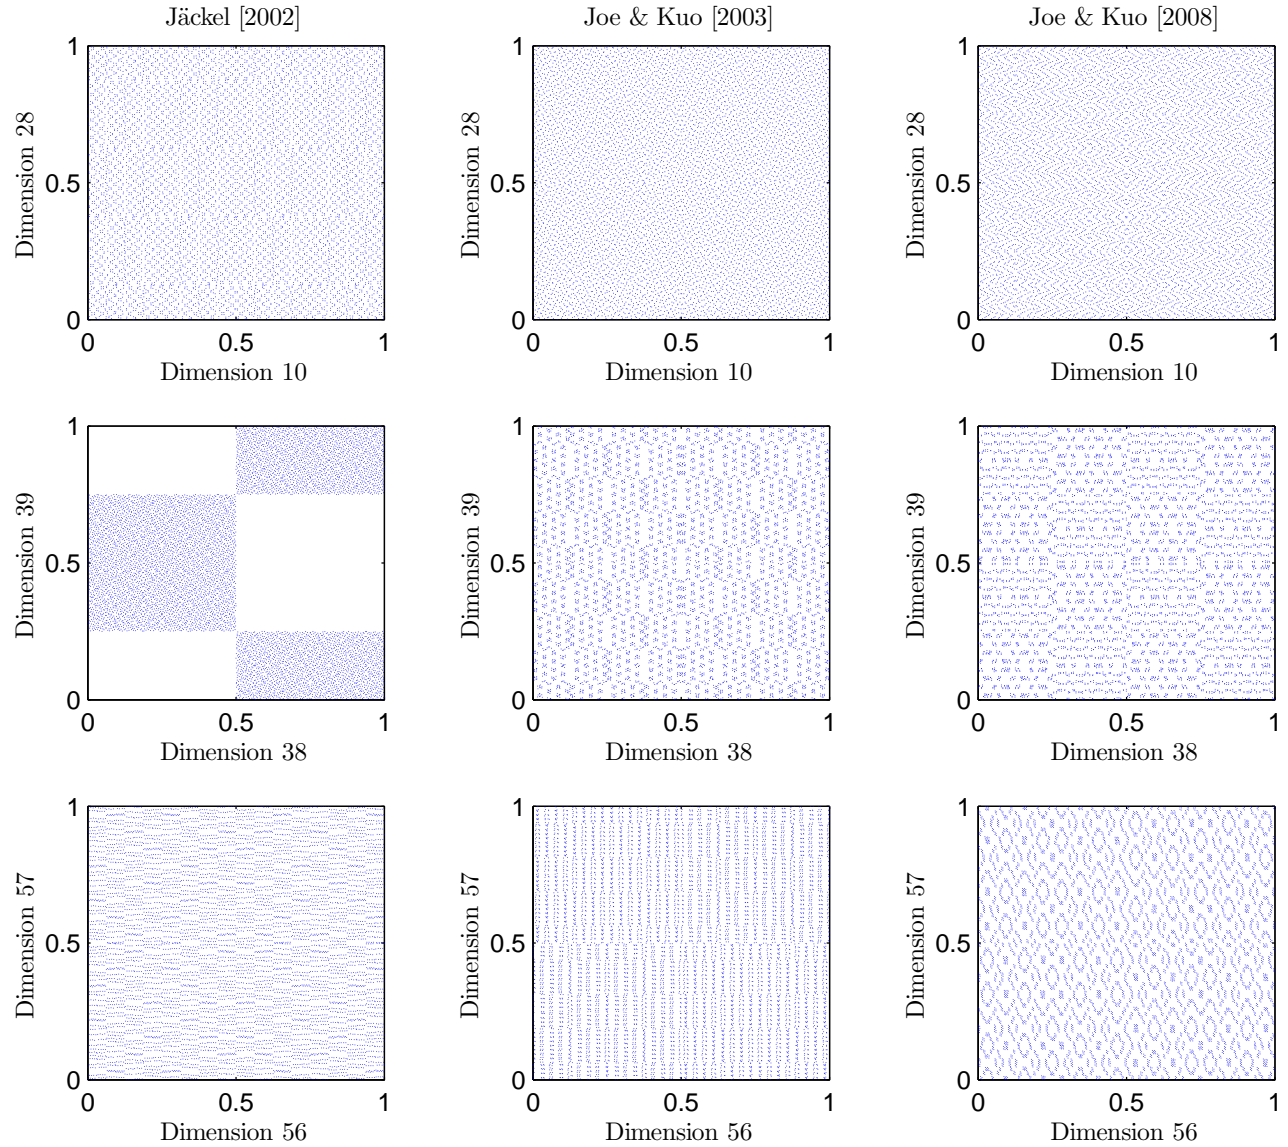 Jäckel [2002]
Joe & Kuo [2003]
Joe & Kuo [2008]
1
0.5
0
0
0.5
1
Dimension 28
Dimension 10
1
0.5
0
0
0.5
1
Dimension 28
Dimension 10
1
0.5
0
0
0.5
1
Dimension 28
Dimension 10
1
0.5
0
0
0.5
1
Dimension 39
Dimension 38
1
0.5
0
0
0.5
1
Dimension 39
Dimension 38
1
0.5
0
0
0.5
1
Dimension 39
Dimension 38
1
0.5
0
0
0.5
1
Dimension 57
Dimension 56
1
0.5
0
0
0.5
1
Dimension 57
Dimension 56
1
0.5
0
0
0.5
1
Dimension 57
Dimension 56